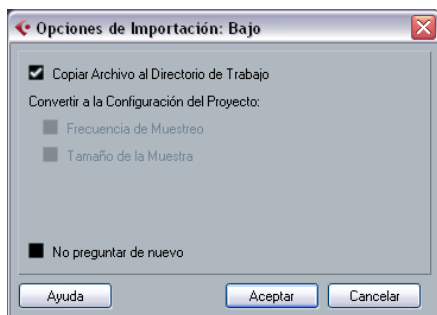 Opciones de Importación: Bajo
Copiar Archivo al Directorio de Trabajo
Convertir a la Configuración del Proyecto:
Frecuencia de Muestreo
Tamaño de la Muestra
No preguntar de nuevo
Ayuda
Aceptar
Cancelar